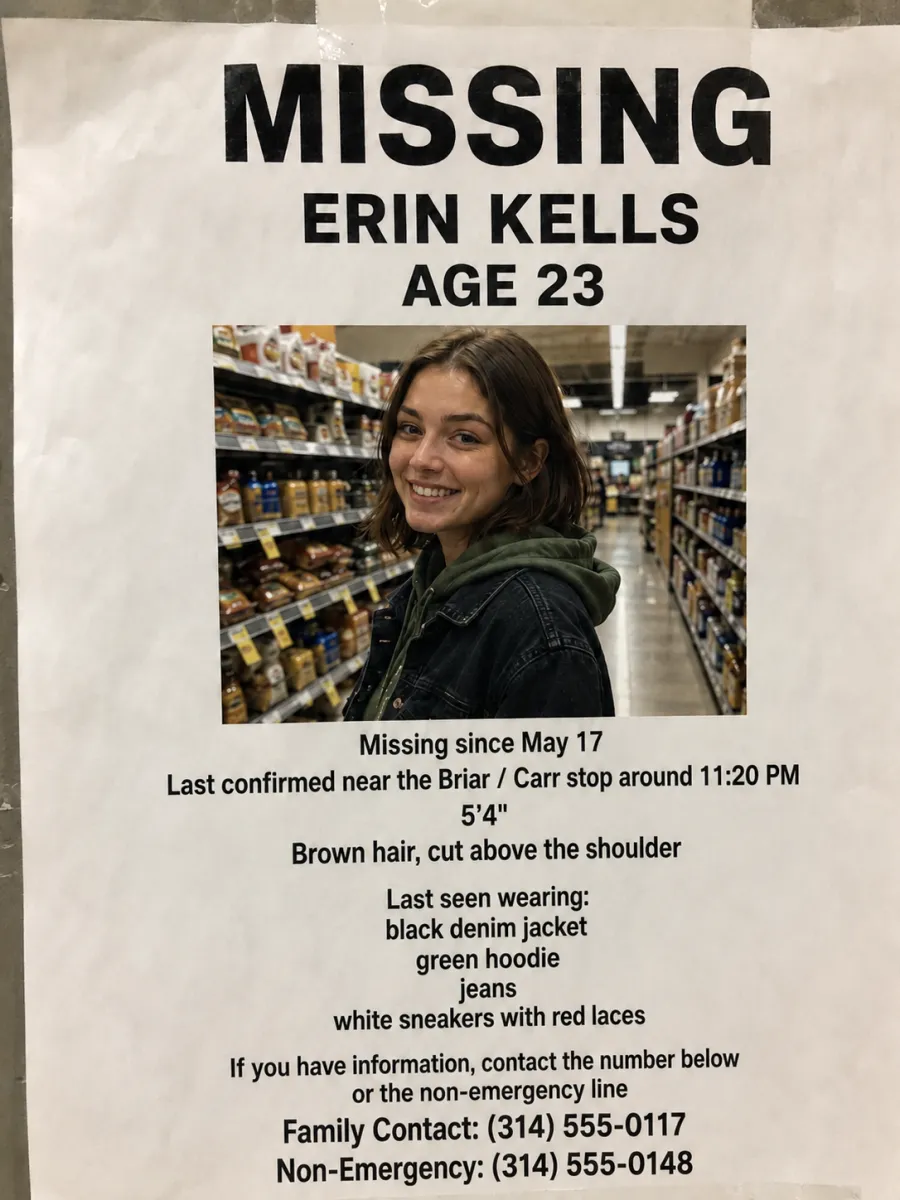 MISSING
ERIN KELLS
AGE 23
Missing since May 17
Last confirmed near the Briar / Carr stop around 11:20 PM
5’4"
Brown hair, cut above the shoulder
Last seen wearing:
black denim jacket
green hoodie
jeans
white sneakers with red laces
If you have information, contact the number below
or the non-emergency line
Family Contact: (314) 555-0117
Non-Emergency: (314) 555-0148